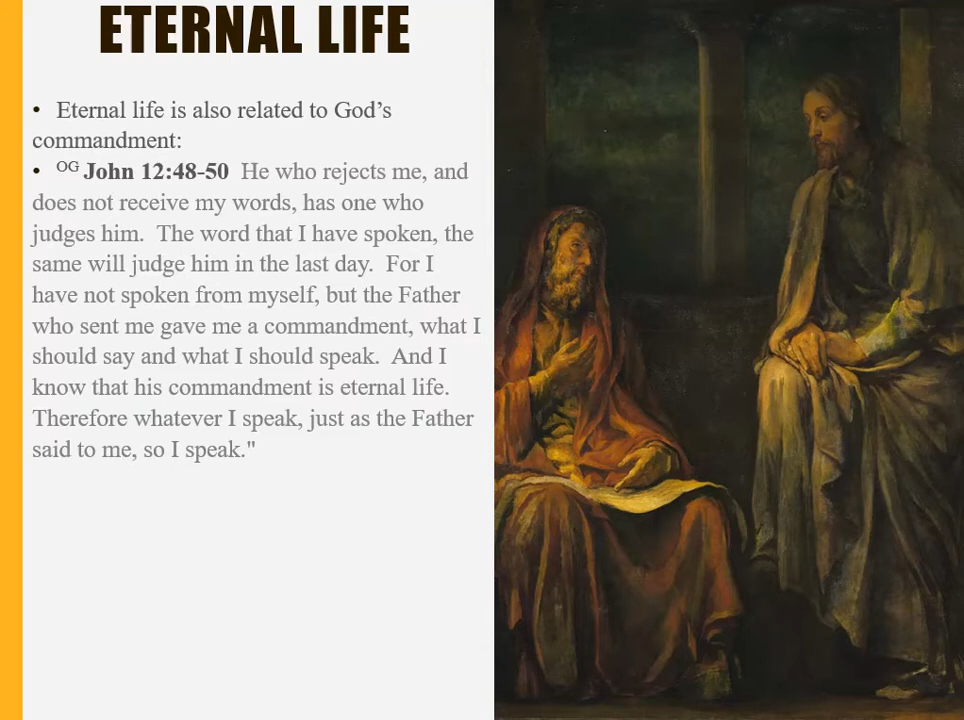 ETERNAL LIFE
• Eternal life is also related to God’s
commandment:
• OG John 12:48-50 He who rejects me, and
does not receive my words, has one who
judges him. The word that I have spoken, the
same will judge him in the last day. For I
have not spoken from myself, but the Father
who sent me gave me a commandment, what I
should say and what I should speak. And I
know that his commandment is eternal life.
Therefore whatever I speak, just as the Father
said to me, so I speak."